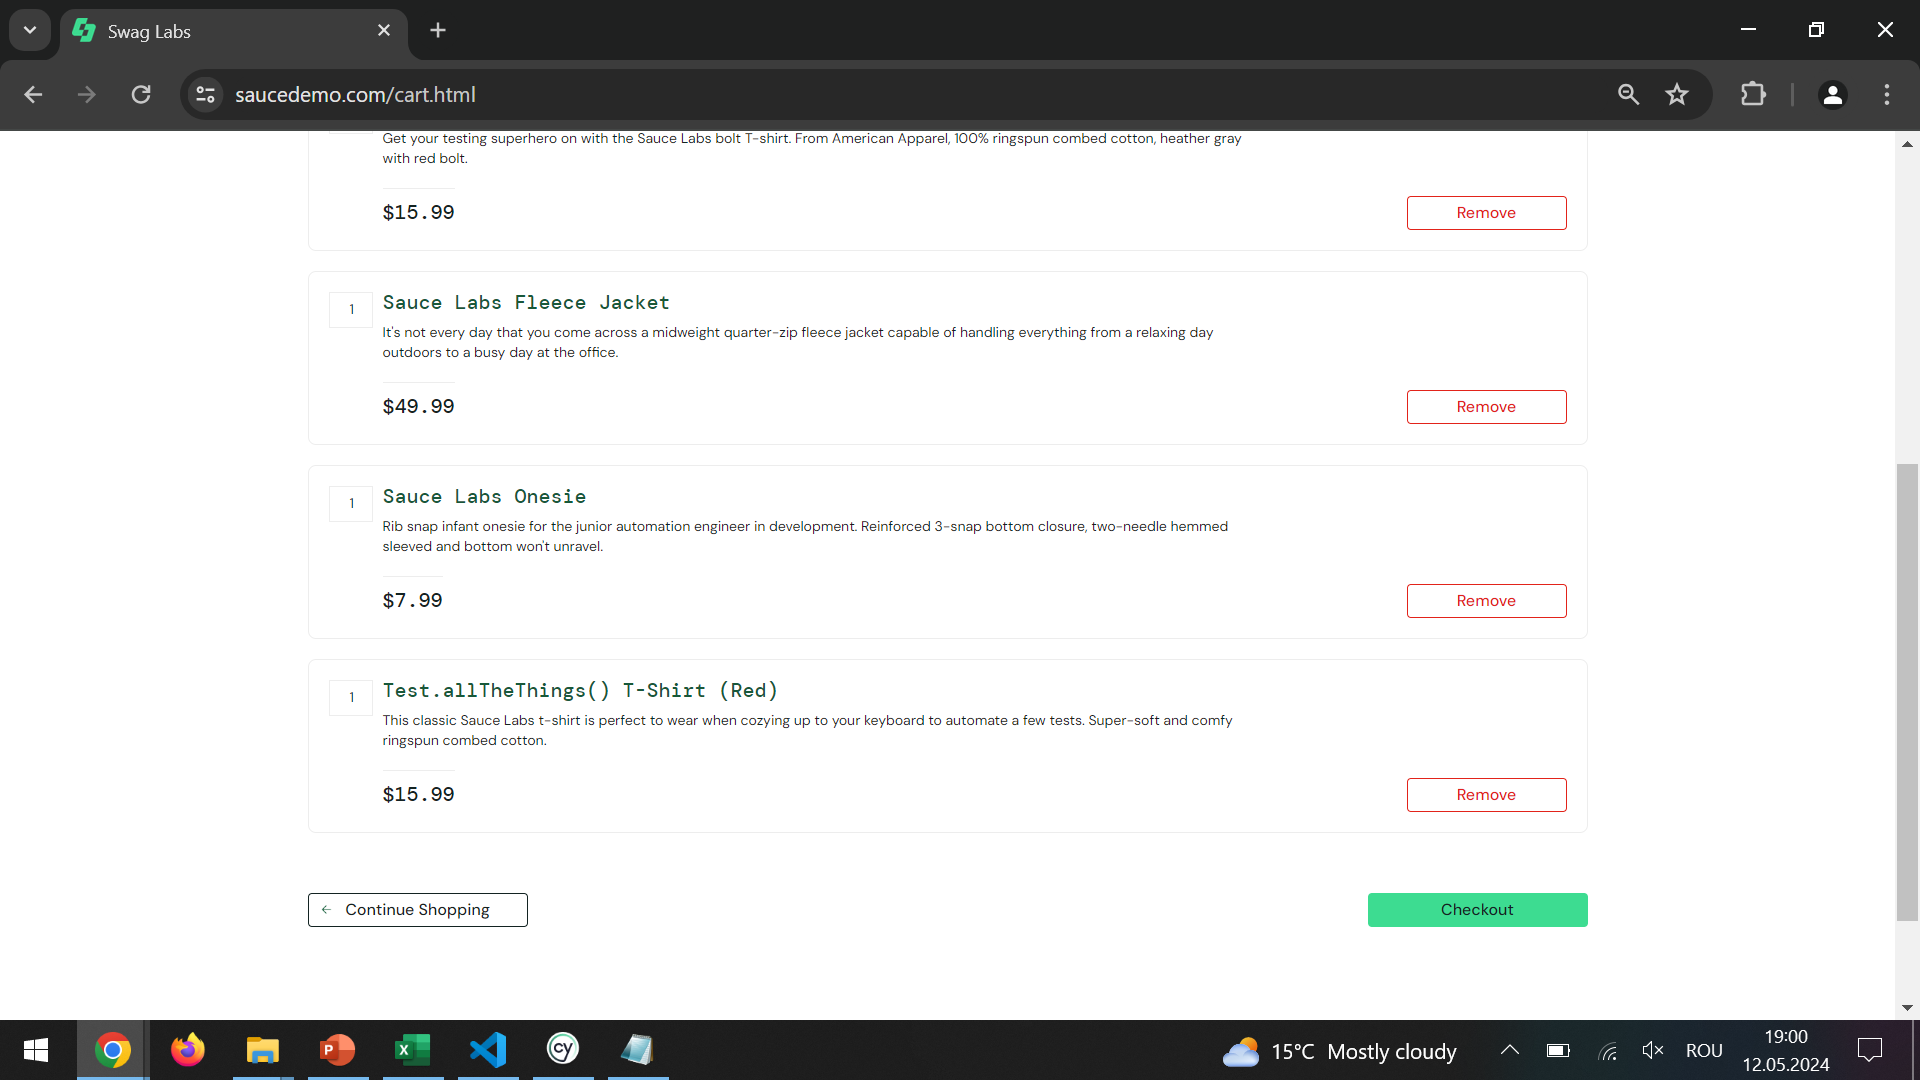 Swag Labs
saucedemo.com/cart.html
Get your testing superhero on with the Sauce Labs bolt T-shirt. From American Apparel, 100% ringspun combed cotton, heather gray
with red bolt.
$15.99
Remove
1
Sauce Labs Fleece Jacket
It's not every day that you come across a midweight quarter-zip fleece jacket capable of handling everything from a relaxing day
outdoors to a busy day at the office.
$49.99
Remove
1
Sauce Labs Onesie
Rib snap infant onesie for the junior automation engineer in development. Reinforced 3-snap bottom closure, two-needle hemmed
sleeved and bottom won't unravel.
$7.99
Remove
1
Test.allTheThings() T-Shirt (Red)
This classic Sauce Labs t-shirt is perfect to wear when cozying up to your keyboard to automate a few tests. Super-soft and comfy
ringspun combed cotton.
$15.99
Remove
Continue Shopping
Checkout
P
X
cy
15°C Mostly cloudy
ROU
19:00
12.05.2024